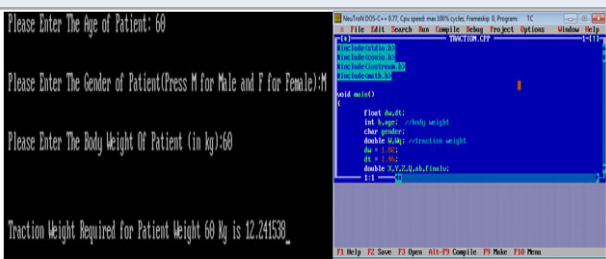 Please Enter The Age of Patient: 60
Please Enter The Gender of Patient(Press M for Male and F for Female):M
Please Enter The Body Weight Of Patient (in kg):60
Traction Weight Required for Patient Weight 60 Kg is 12.241538_
NeuTroN DOS-C++ 0.77, Cpu speed: max 100% cycles, Frameskip 0, Program: TC
File Edit Search Run Compile Debug Project Options Window Help
TRACTION.CPP
#include<stdio.h>
#include<conio.h>
#include<iostream.h>
#include<math.h>
void main()
{
float dw,dt;
int h,age; //body weight
char gender;
double W,Wq; //traction weight
dw = 1.02;
dt = 1.46;
double X,Y,Z,Q,ab,finalw;
1:1
F1 Help F2 Save F3 Open Alt-F9 Compile F9 Make F10 Menu